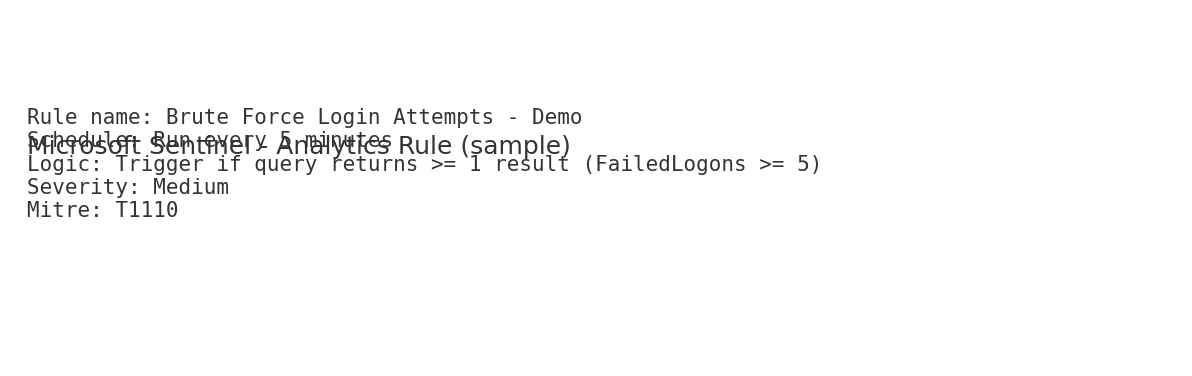 Rule name: Brute Force Login Attempts - Demo
Schedule: Run every 5 minutes
Microsoft Sentinel - Analytics Rule (sample)
Logic: Trigger if query returns >= 1 result (FailedLogons >= 5)
Severity: Medium
Mitre: T1110